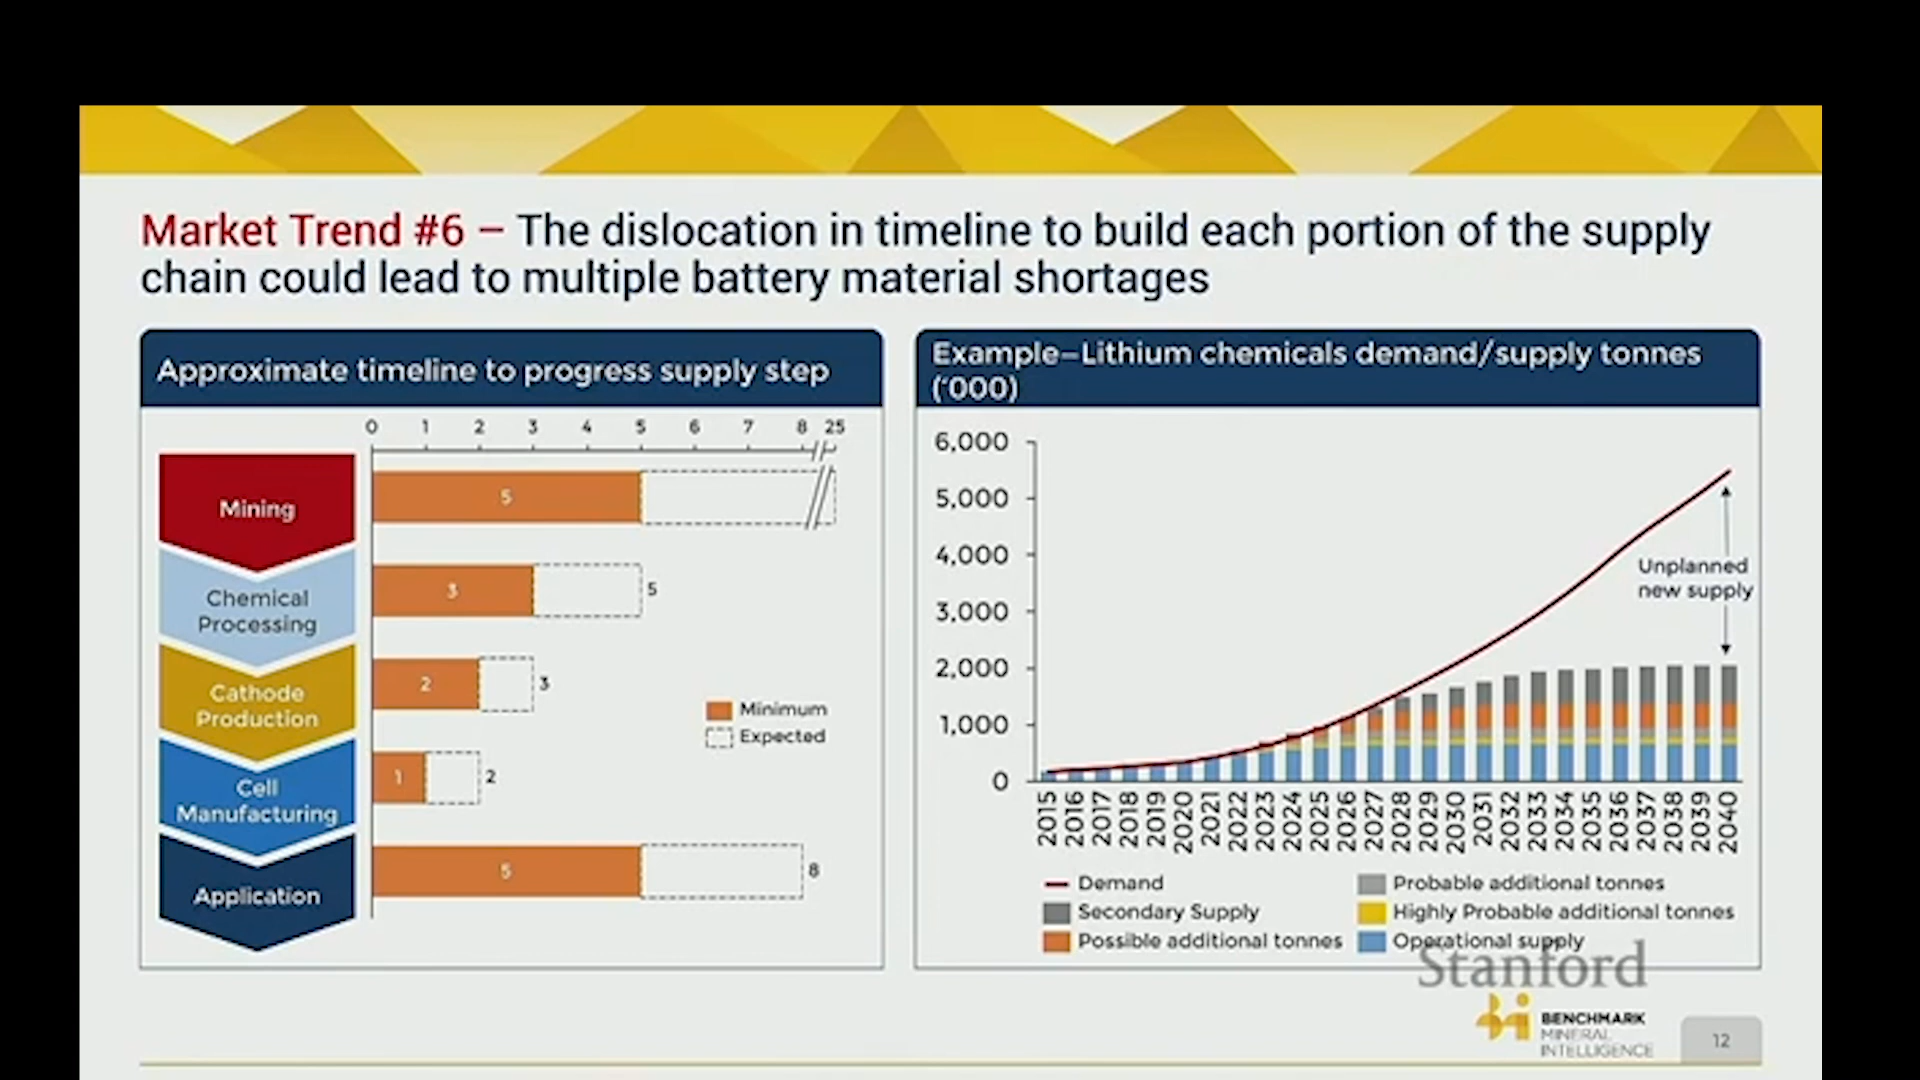 Market Trend #6 – The dislocation in timeline to build each portion of the supply
chain could lead to multiple battery material shortages
Approximate timeline to progress supply step
0 1 2 3 4 5 6 7 8 25
Mining
5
Chemical
Processing
3 5
Cathode
Production
2 3
Cell
Manufacturing
1 2
Application
5 8
Minimum
Expected
Example–Lithium chemicals demand/supply tonnes
('000)
6,000
5,000
4,000
3,000
2,000
1,000
0
Unplanned
new supply
2015 2016 2017 2018 2019 2020 2021 2022 2023 2024 2025 2026 2027 2028 2029 2030 2031 2032 2033 2034 2035 2036 2037 2038 2039 2040
Demand
Probable additional tonnes
Secondary Supply
Highly Probable additional tonnes
Possible additional tonnes
Operational supply
Stanford
BENCHMARK
MINERAL
INTELLIGENCE
12